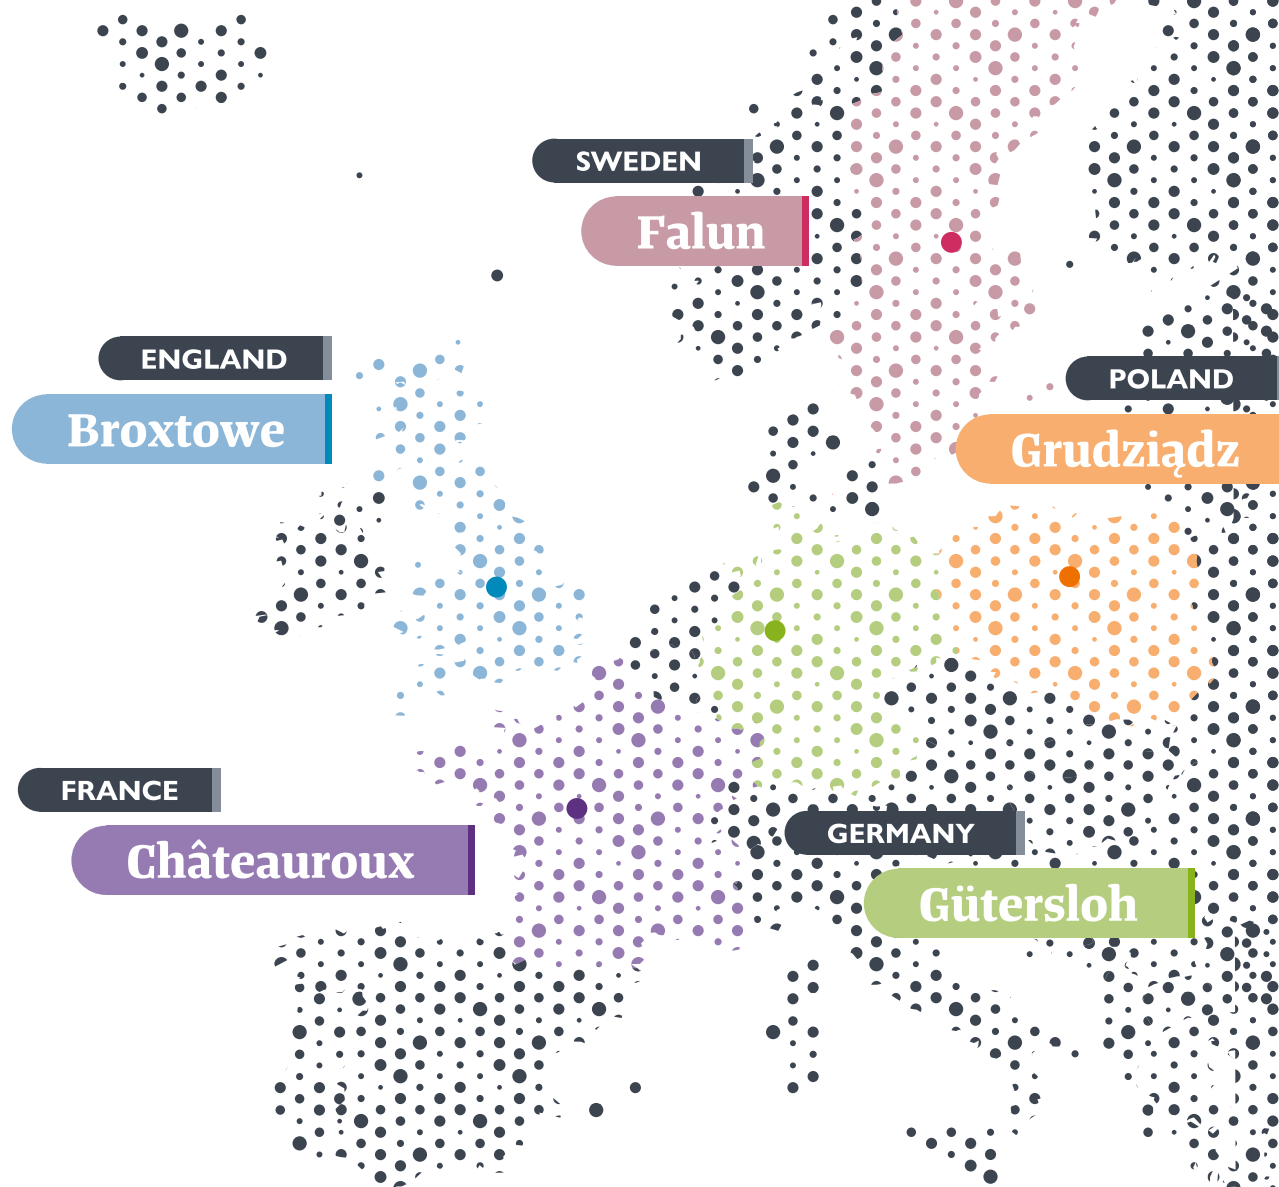 SWEDEN
Falun
ENGLAND
Broxtowe
POLAND
Grudziądz
FRANCE
Châteauroux
GERMANY
Gütersloh